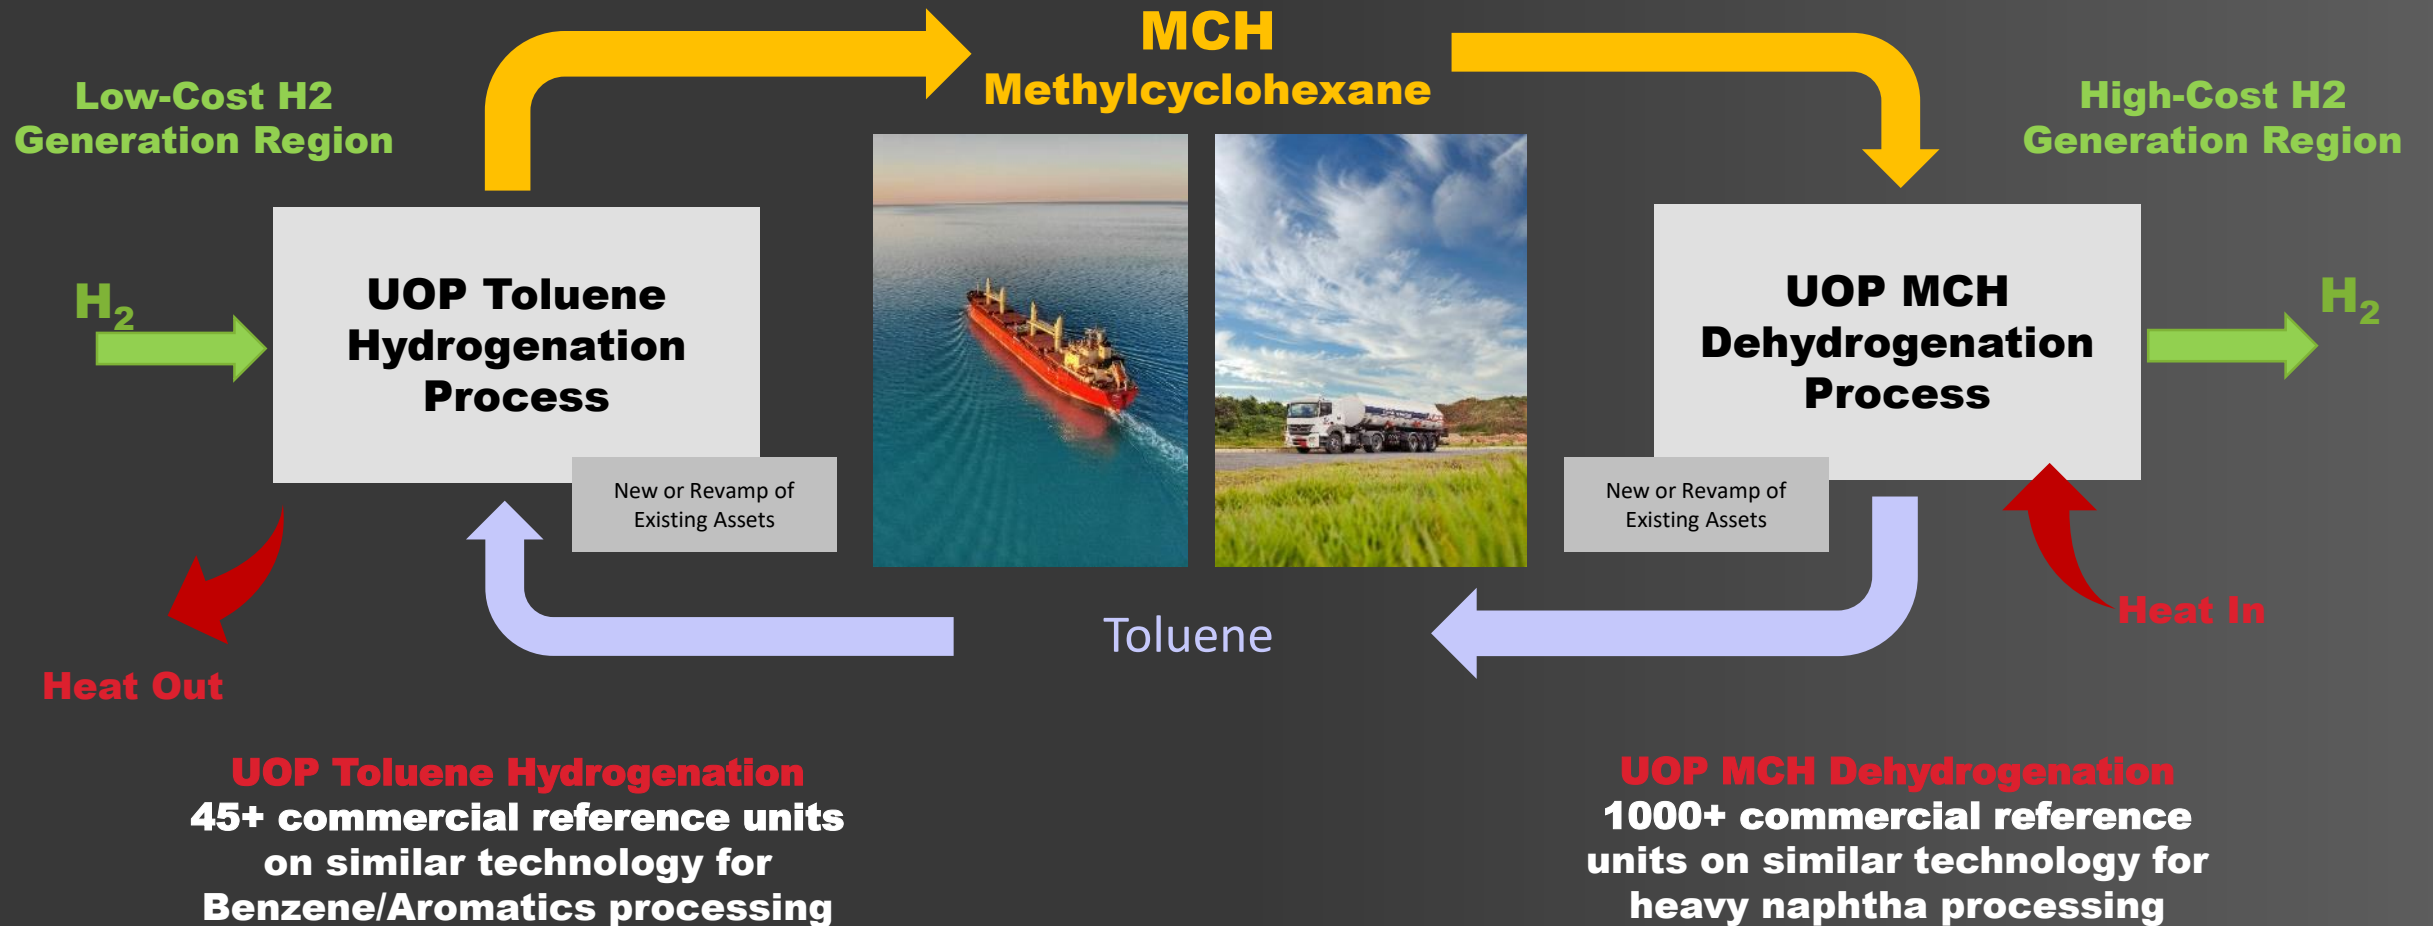 MCH
Methylcyclohexane
Low-Cost H2
Generation Region
High-Cost H2
Generation Region
H₂
UOP Toluene
Hydrogenation
Process
UOP MCH
Dehydrogenation
Process
H₂
New or Revamp of
Existing Assets
New or Revamp of
Existing Assets
Toluene
Heat In
Heat Out
UOP Toluene Hydrogenation
45+ commercial reference units
on similar technology for
Benzene/Aromatics processing
UOP MCH Dehydrogenation
1000+ commercial reference
units on similar technology for
heavy naphtha processing